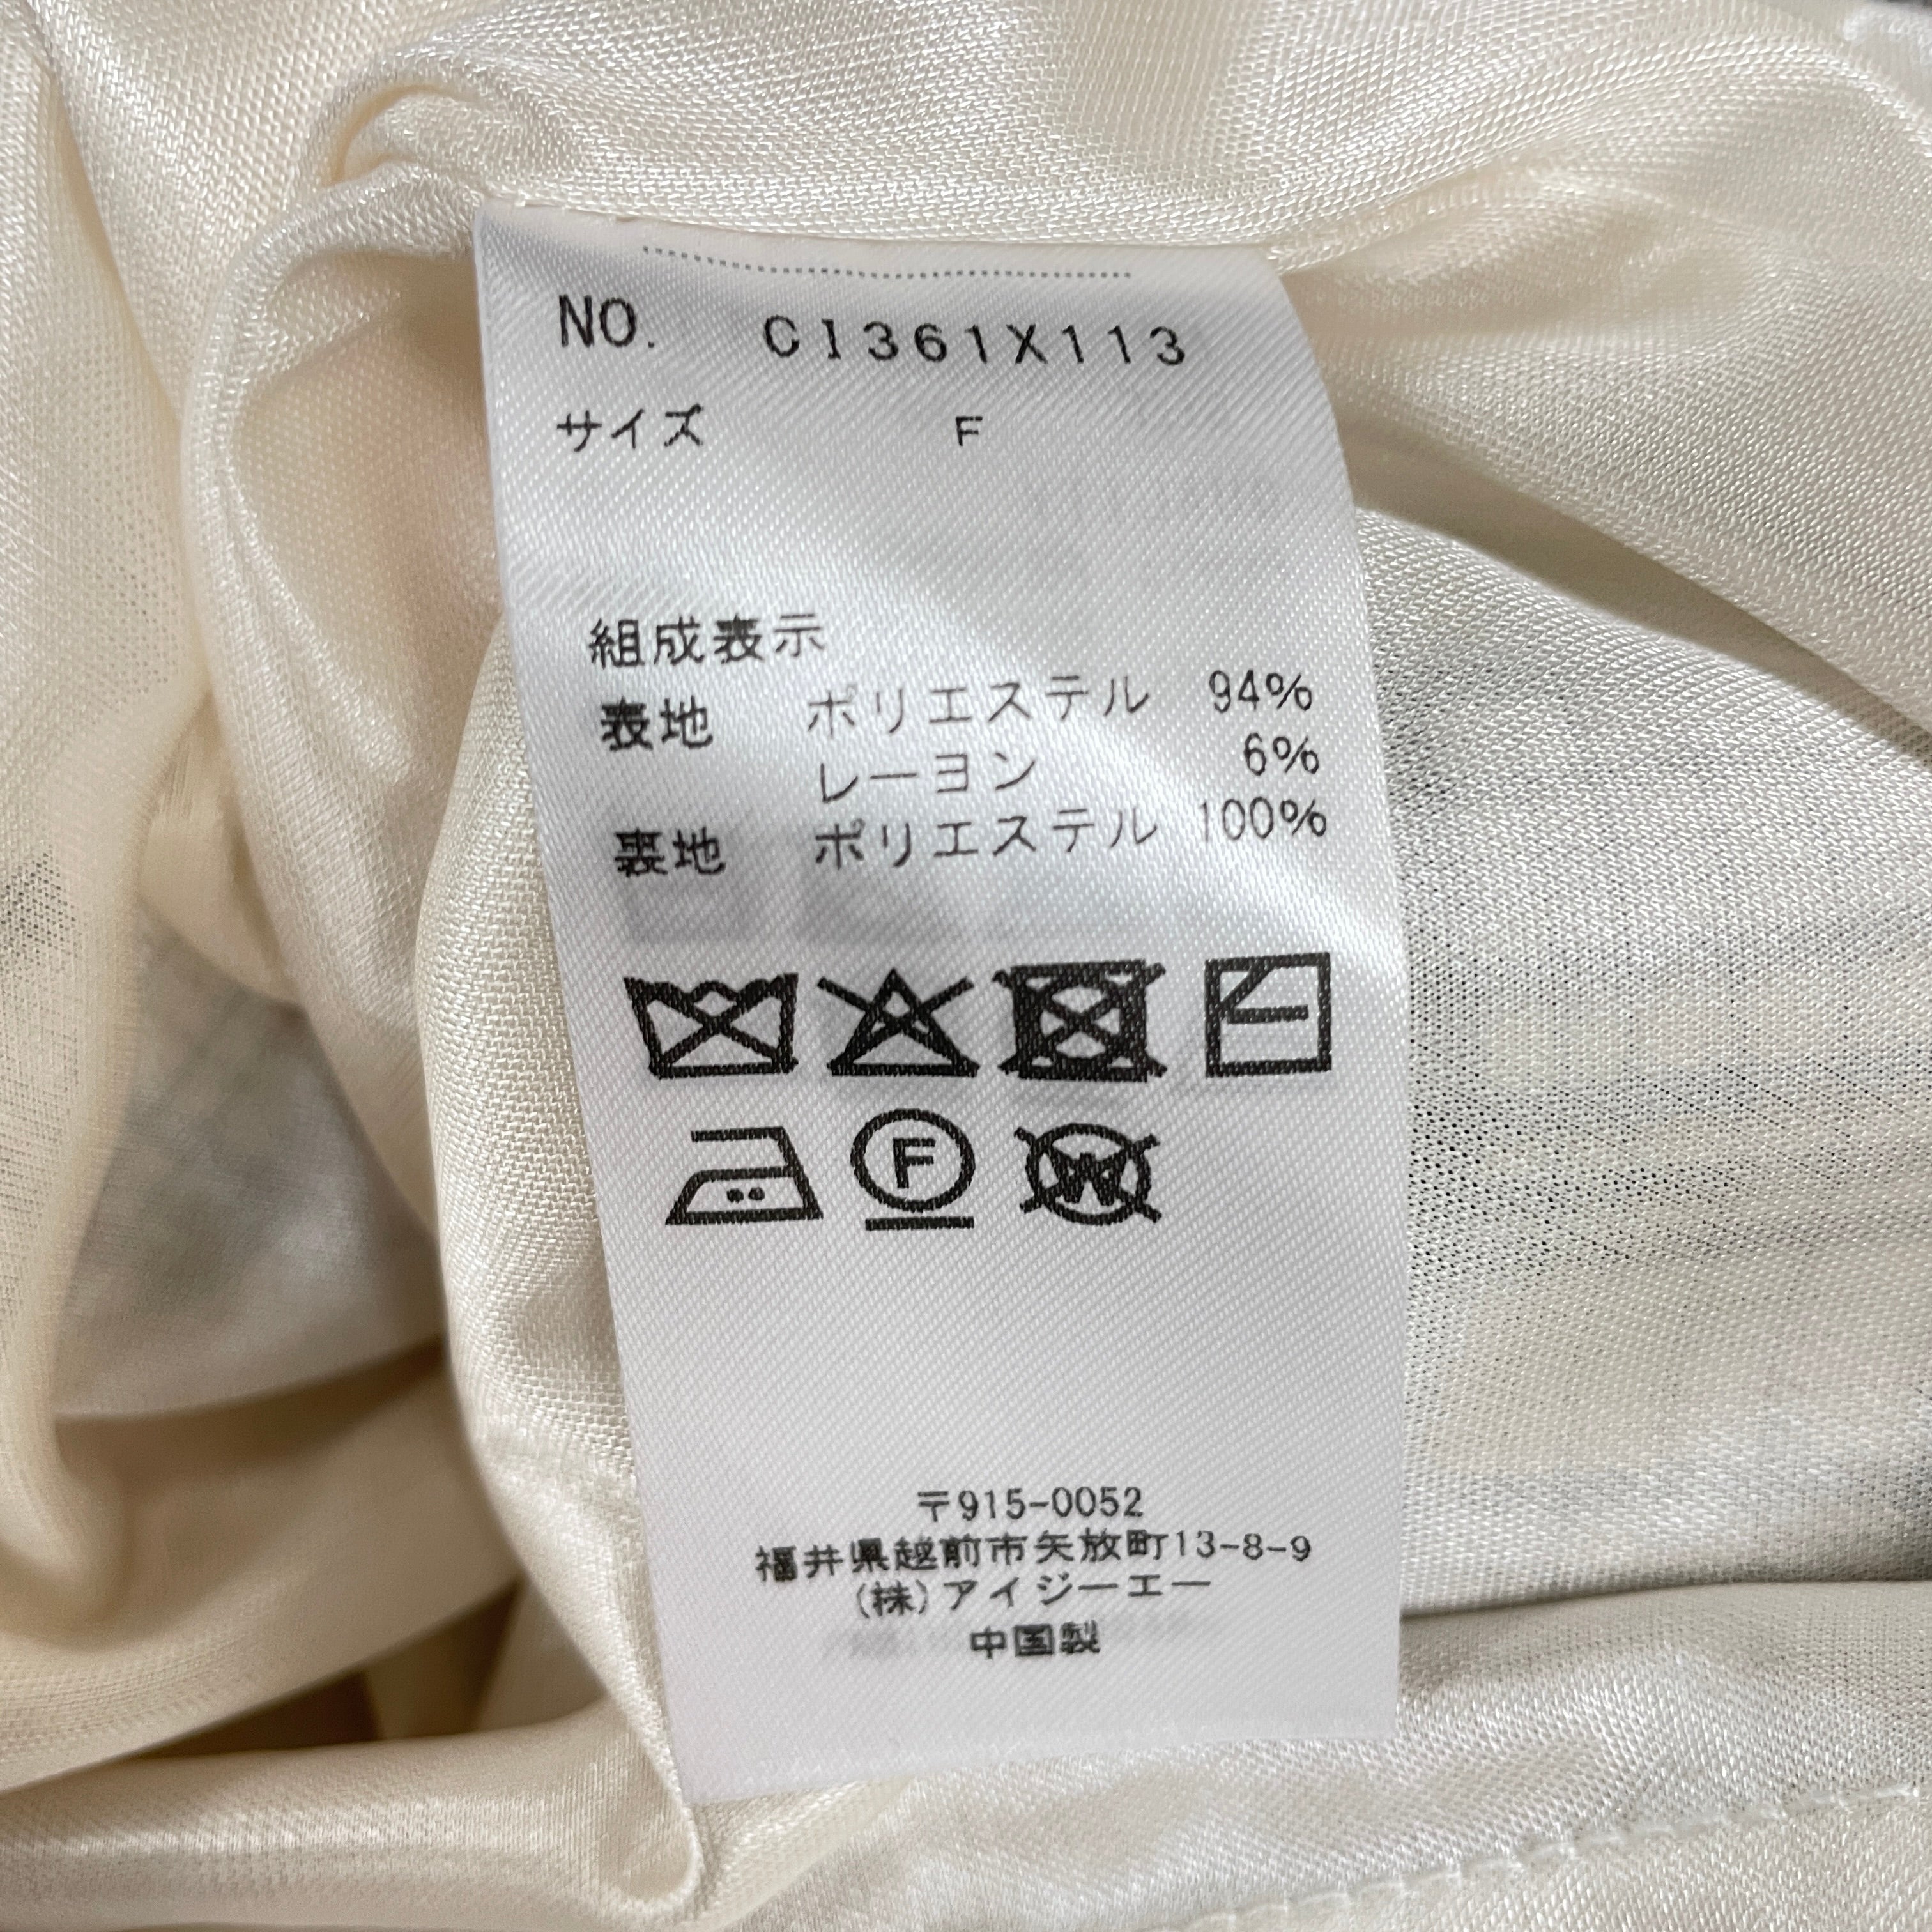 NO. CI361X113
サイズ F
組成表示
表地 ポリエステル 94%
レーヨン 6%
裏地 ポリエステル 100%
F W
〒915-0052
福井県越前市矢放町13-8-9
(株)アイジーエー
中国製